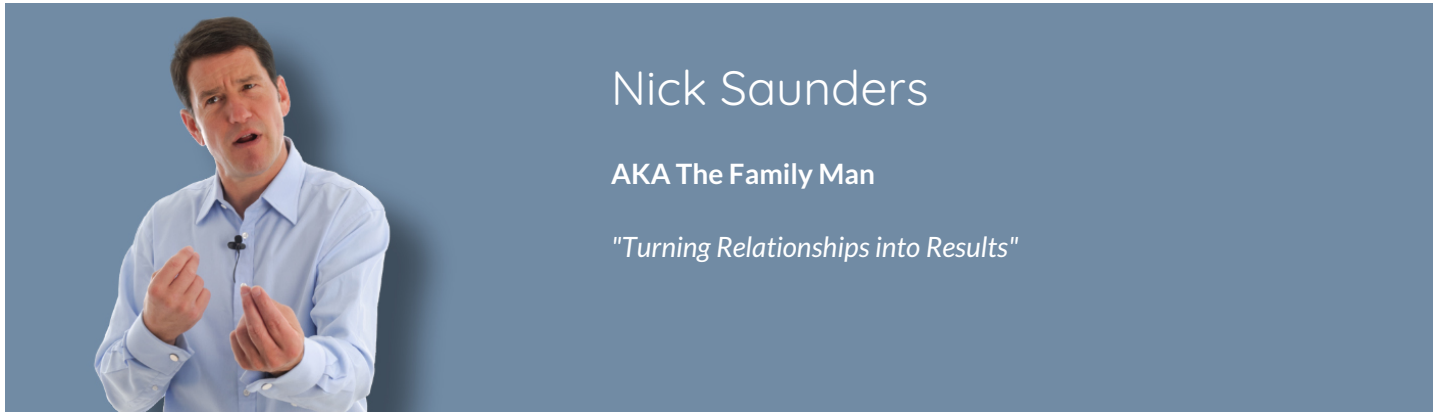 Nick Saunders
AKA The Family Man
"Turning Relationships into Results"